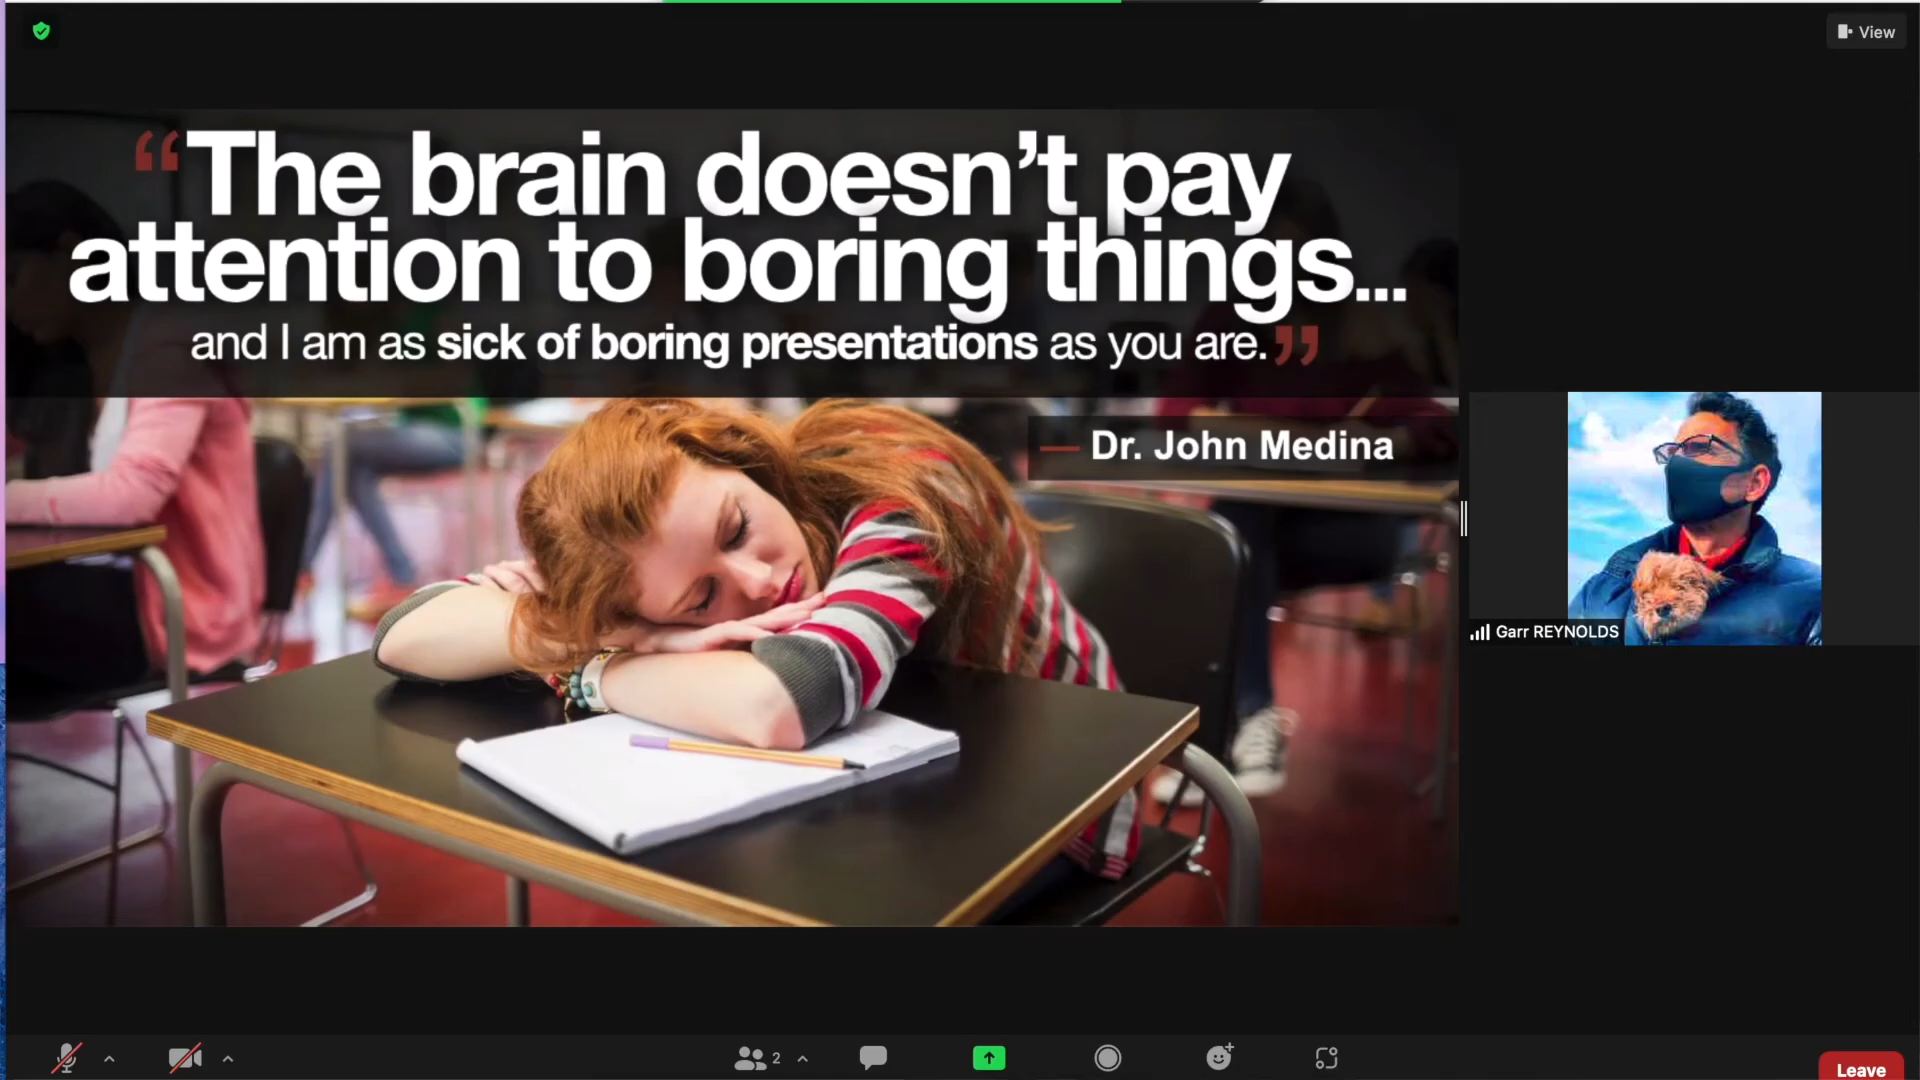 View
“The brain doesn’t pay
attention to boring things...
and I am as sick of boring presentations as you are.”
— Dr. John Medina
Garr REYNOLDS
2
Leave